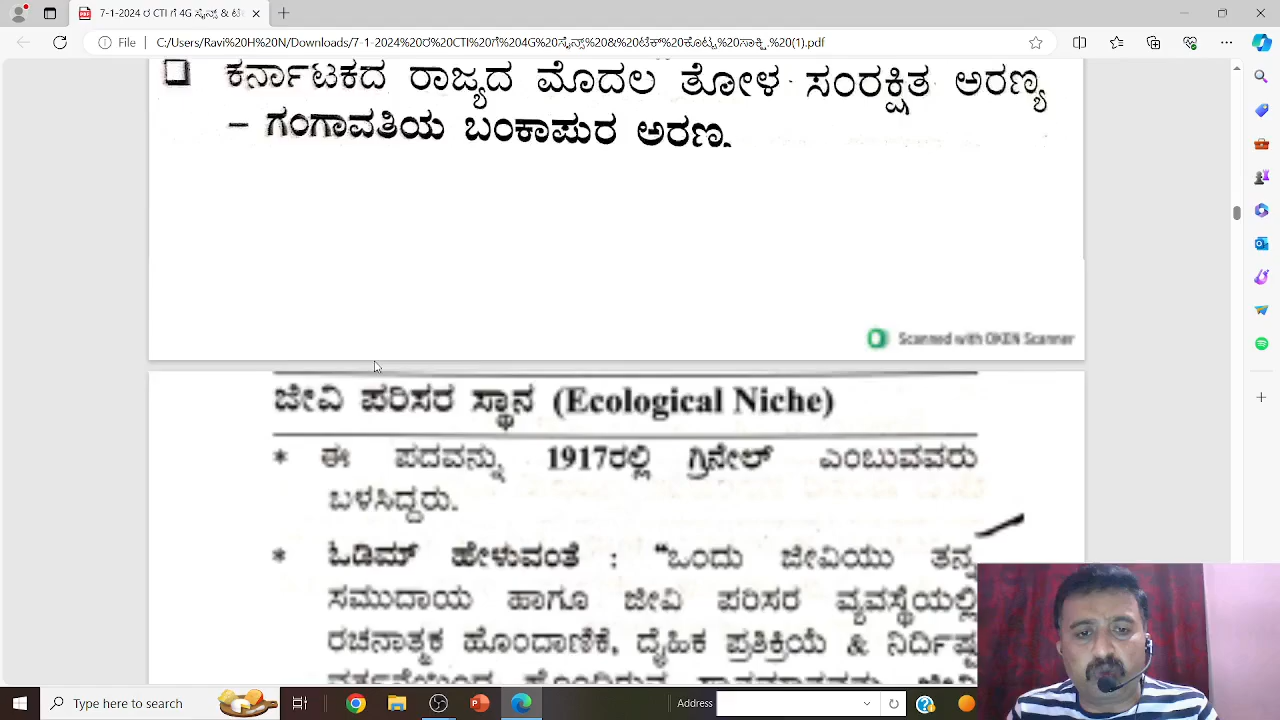 7-1-2024 ರ CTI ಗೆ 4G ಸೈನ್ಸ್ & ಟೆಕ
File
C:/Users/Ravi%20H%20N/Downloads/7-1-2024%20ರ%20CTI%20ಗೆ%204G%20ಸೈನ್ಸ್%20&%20ಟೆಕ್%20ಕೊಟ್ಟ%20ಸಾಕ್ಷಿ.%20(1).pdf
ಕರ್ನಾಟಕದ ರಾಜ್ಯದ ಮೊದಲ ತೋಳ ಸಂರಕ್ಷಿತ ಅರಣ್ಯ
– ಗಂಗಾವತಿಯ ಬಂಕಾಪುರ ಅರಣ್ಯ
Scanned with OKEN Scanner
ಜೀವಿ ಪರಿಸರ ಸ್ಥಾನ (Ecological Niche)
* ಈ ಪದವನ್ನು 1917ರಲ್ಲಿ ಗ್ರಿನೇಲ್ ಎಂಬುವವರು
ಬಳಸಿದ್ದರು.
* ಓಡಿಮ್ ಹೇಳುವಂತೆ : "ಒಂದು ಜೀವಿಯು ತನ್ನ
ಸಮುದಾಯ ಹಾಗೂ ಜೀವಿ ಪರಿಸರ ವ್ಯವಸ್ಥೆಯಲ್ಲಿ
ರಚನಾತ್ಮಕ ಹೊಂದಾಣಿಕೆ, ದೈಹಿಕ ಪ್ರತಿಕ್ರಿಯೆ & ನಿರ್ದಿಷ್ಟ
Type here to search
Address